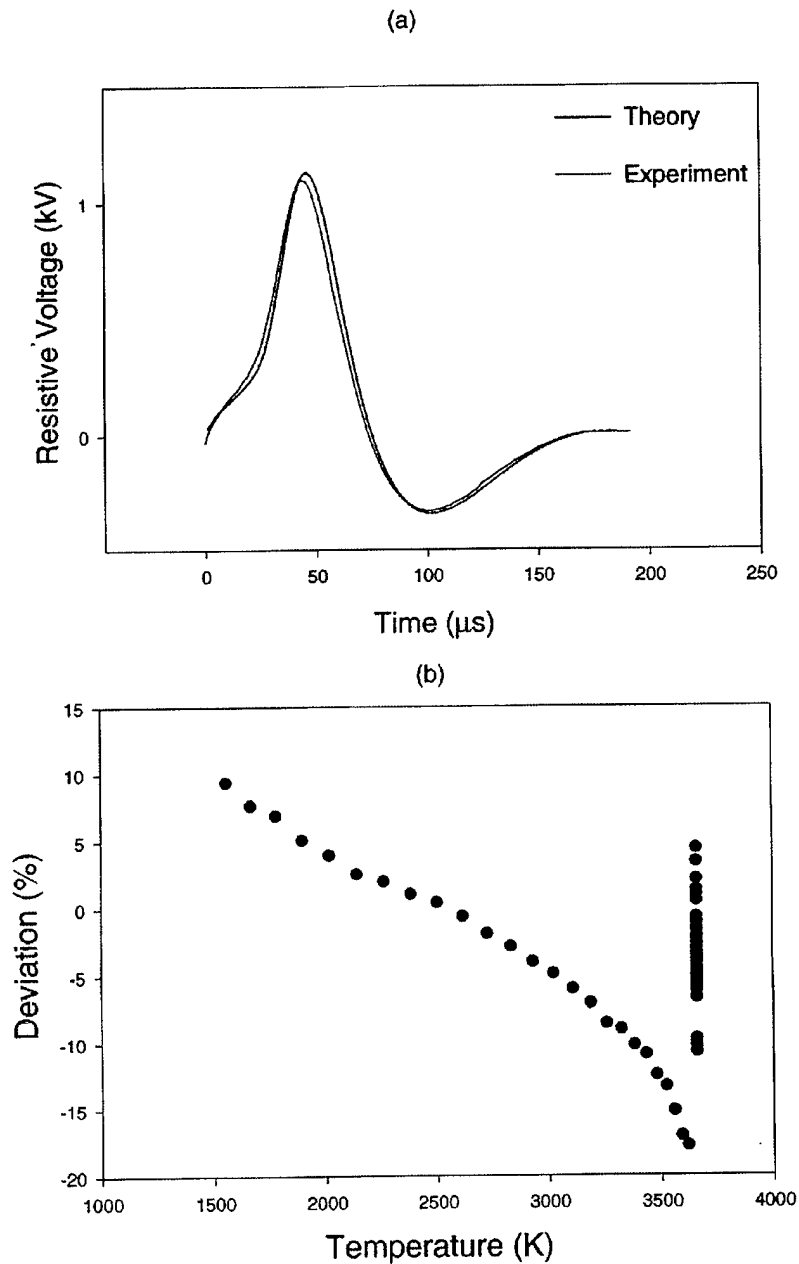 (a)
Theory
Experiment
1
0
Resistive Voltage (kV)
0 50 100 150 200 250
Time (μs)
(b)
15
10
5
0
-5
-10
-15
-20
Deviation (%)
1000 1500 2000 2500 3000 3500 4000
Temperature (K)